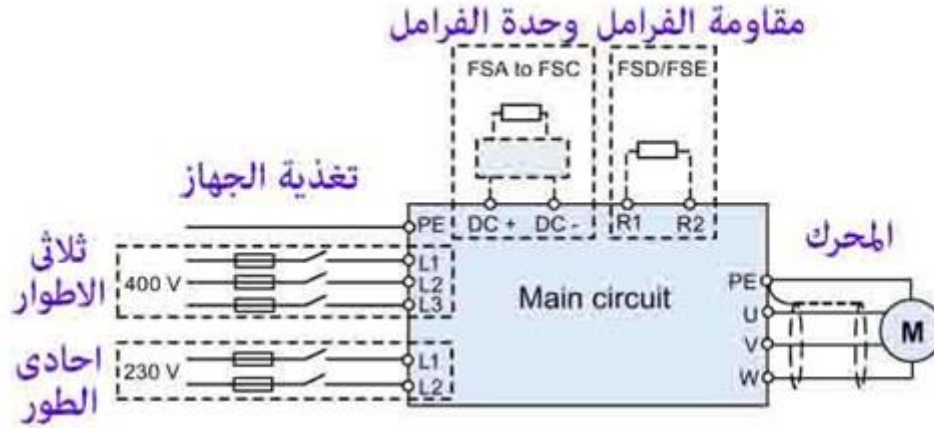 مقاومة الفرامل
وحدة الفرامل
FSA to FSC
FSD/FSE
تغذية الجهاز
PE
DC +
DC -
R1
R2
المحرك
ثلاثى
الاطوار
400 V
L1
L2
L3
Main circuit
PE
U
V
W
M
احادى
الطور
230 V
L1
L2